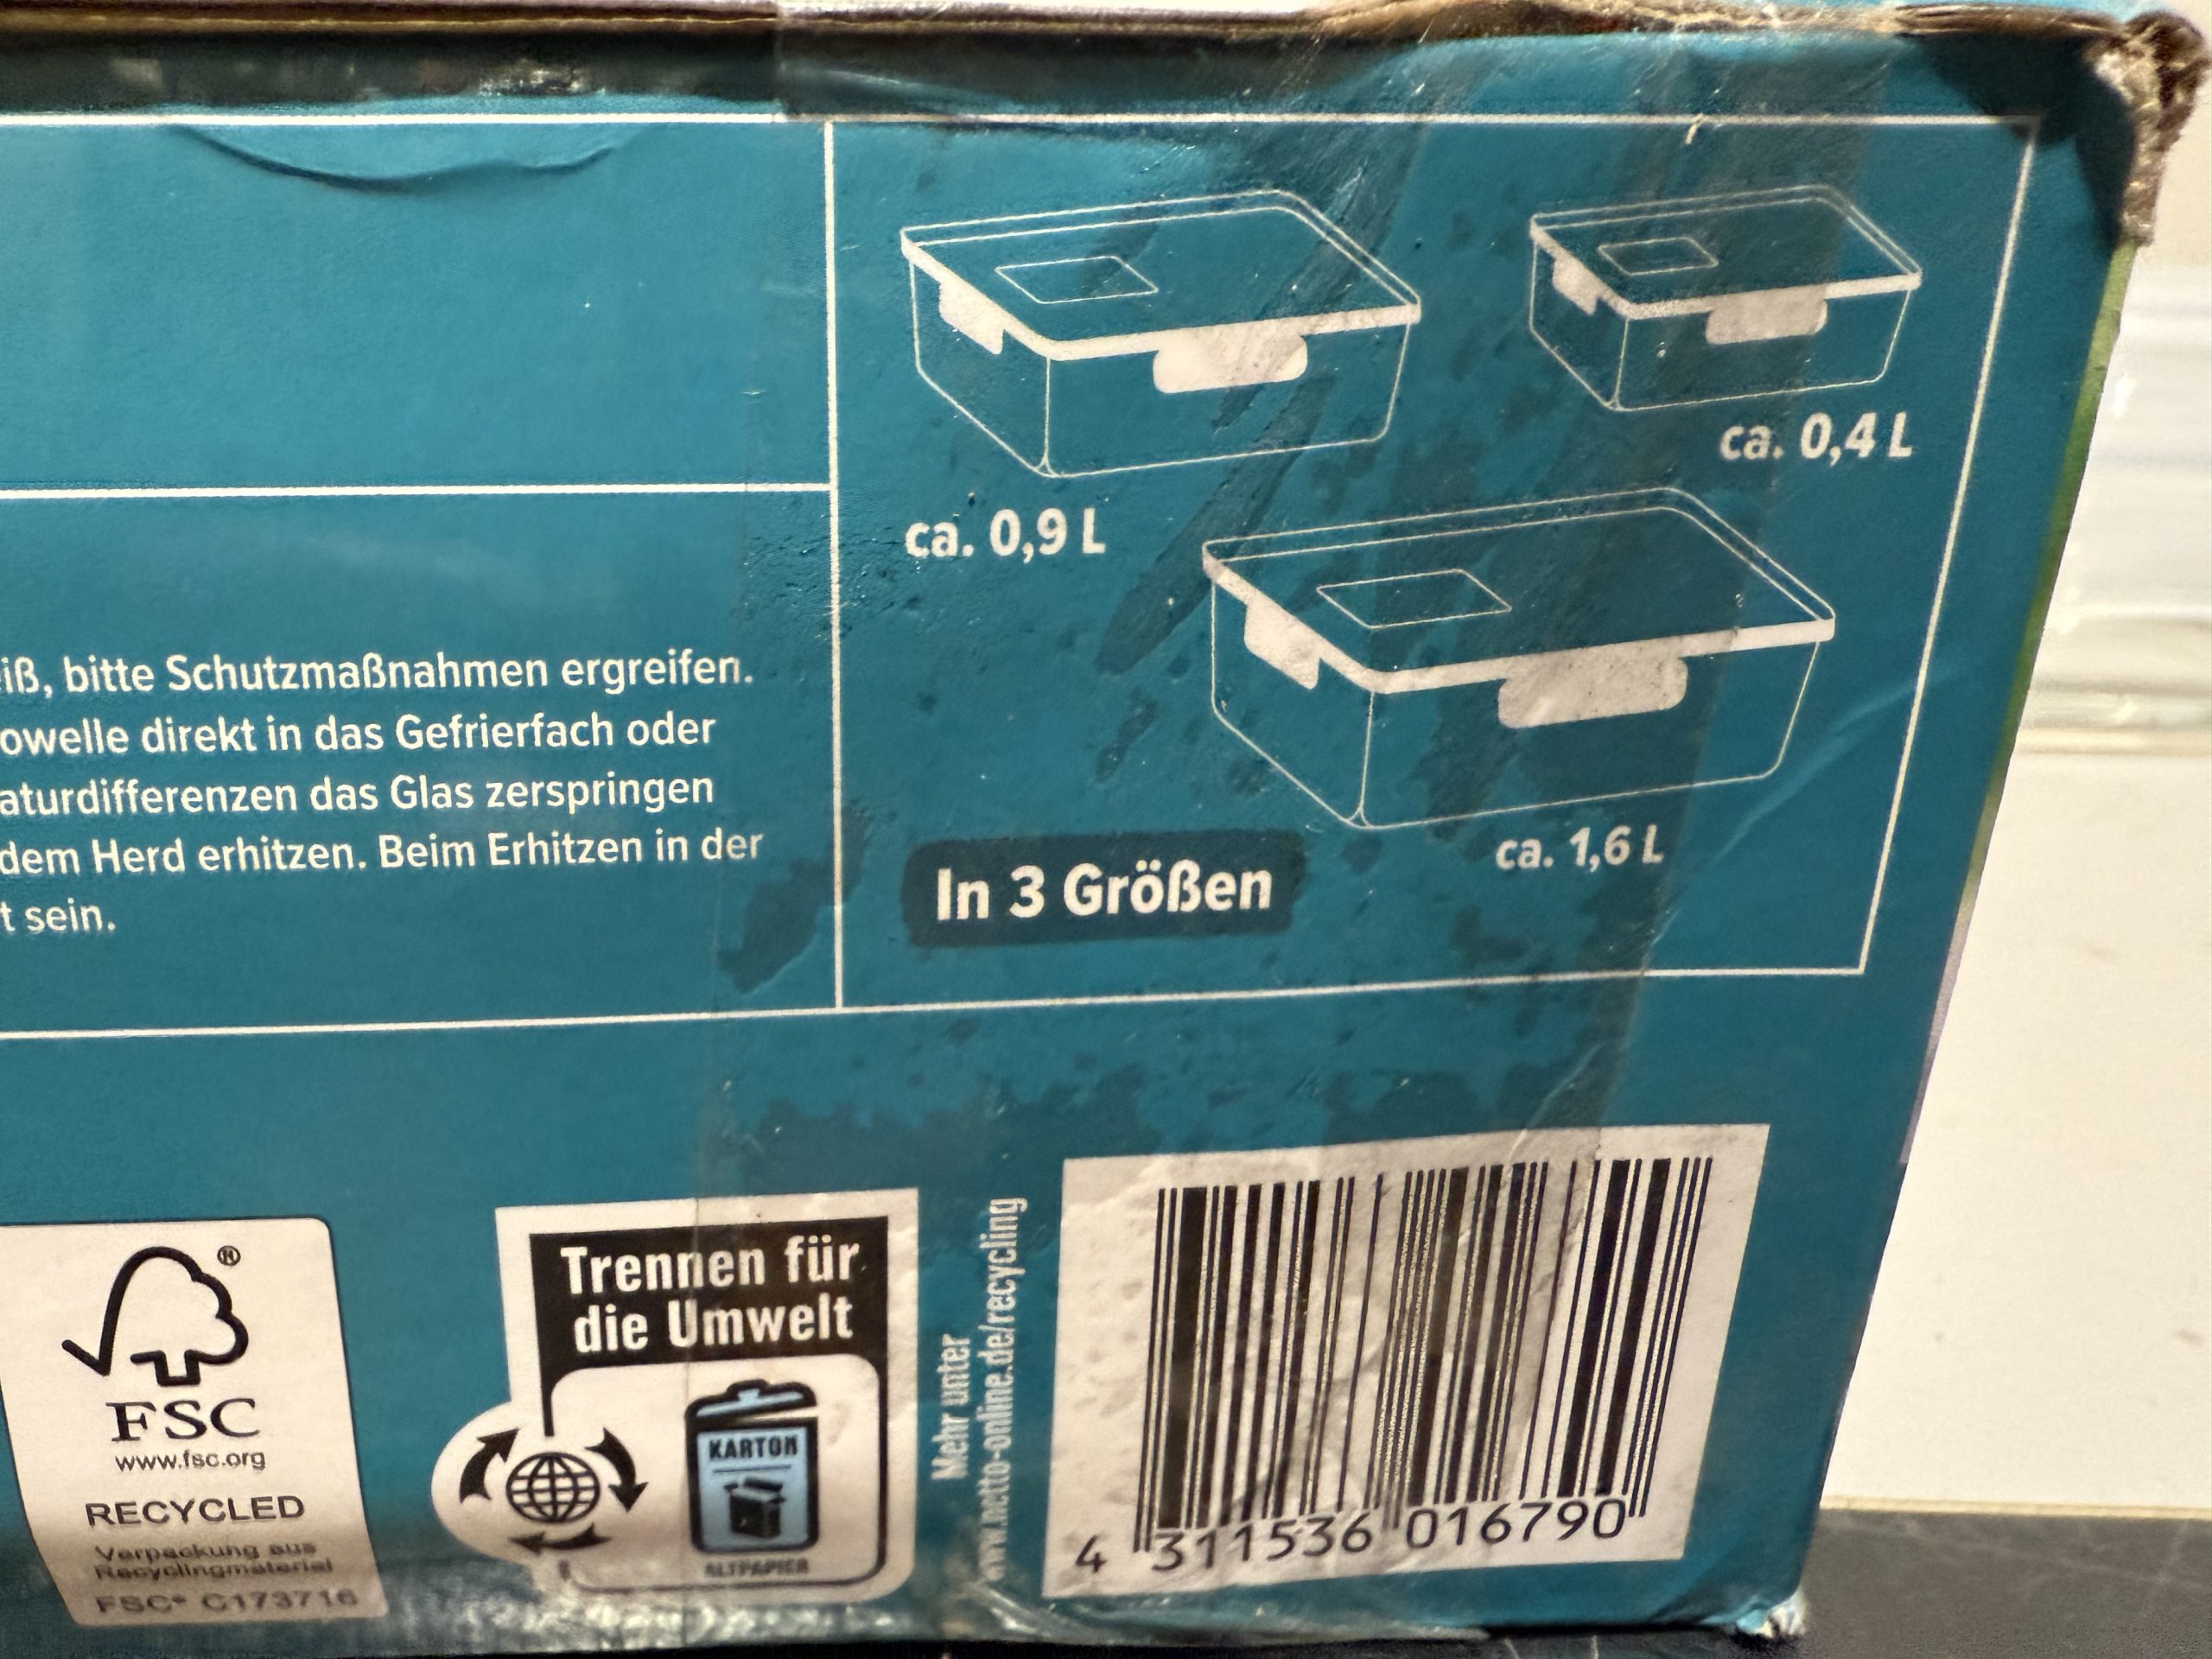 iß, bitte Schutzmaßnahmen ergreifen.
owelle direkt in das Gefrierfach oder
aturdifferenzen das Glas zerspringen
dem Herd erhitzen. Beim Erhitzen in der
t sein.
ca. 0,4 L
ca. 0,9 L
ca. 1,6 L
In 3 Größen
®
FSC
www.fsc.org
RECYCLED
Verpackung aus
Recyclingmaterial
FSC® C173716
Trennen für
die Umwelt
KARTON
ALTPAPIER
Mehr unter
www.netto-online.de/recycling
4 311536 016790